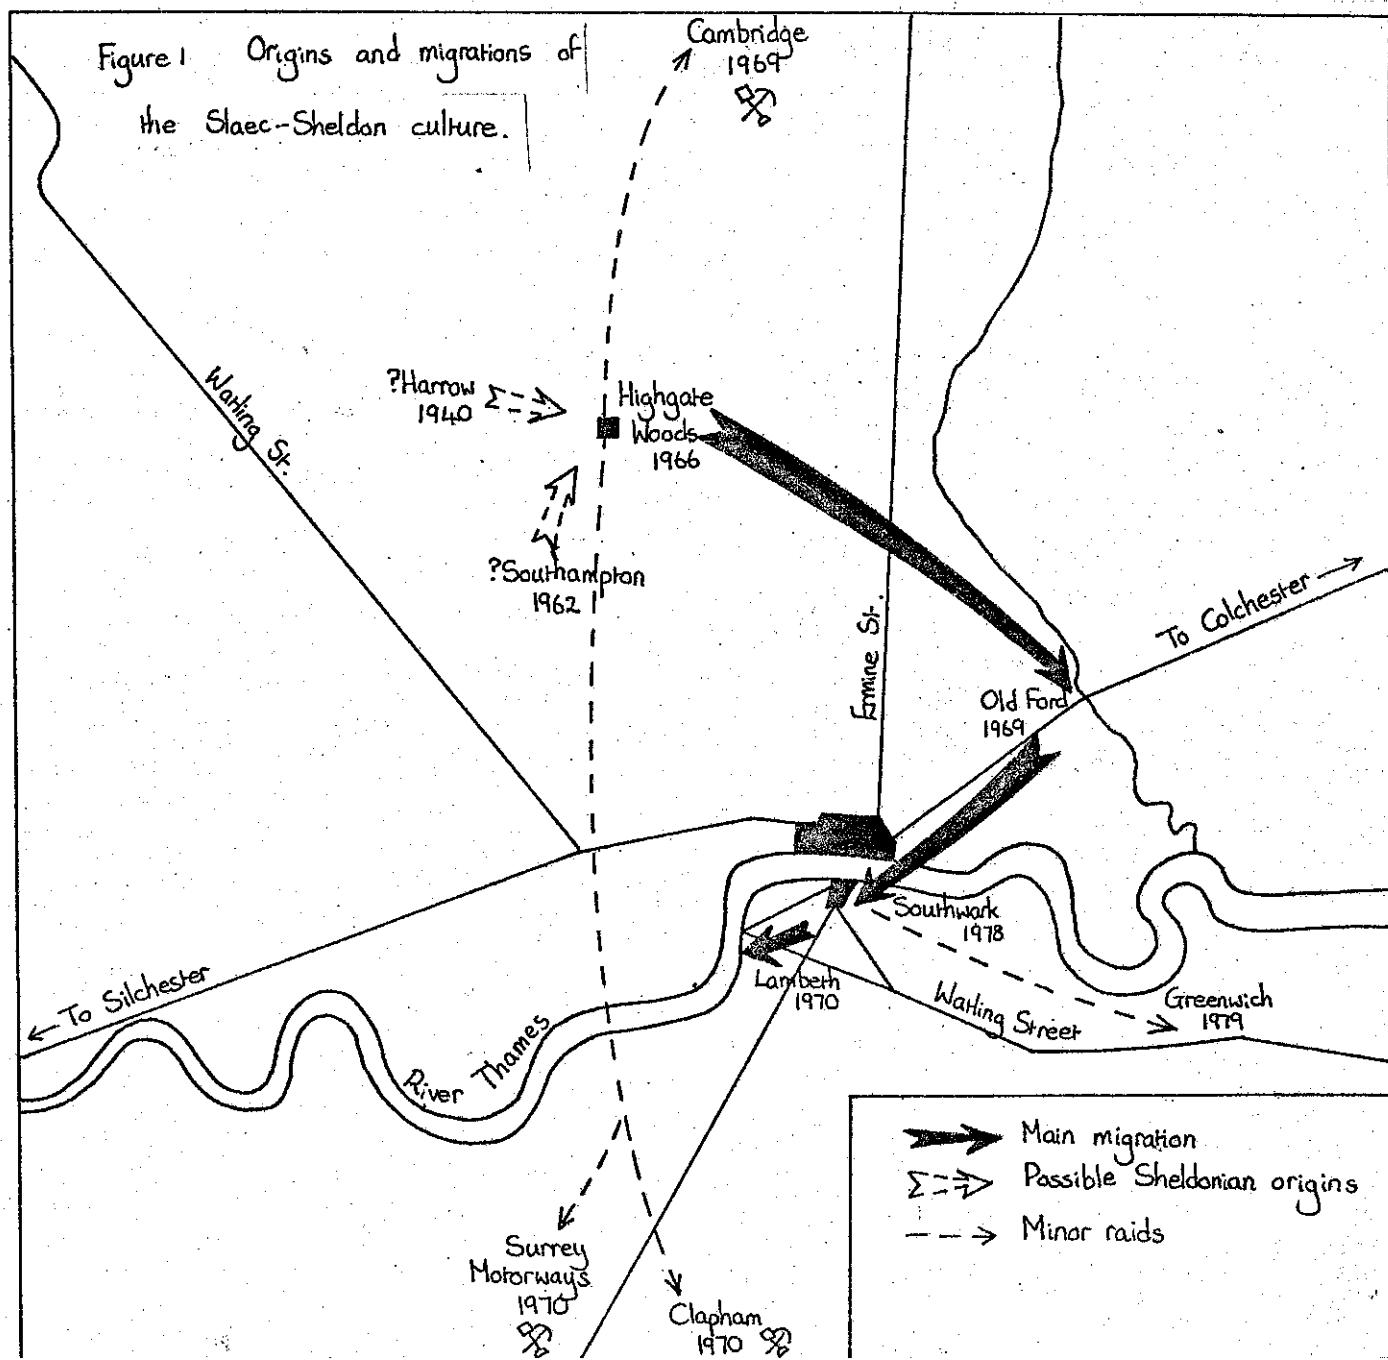 Figure 1 Origins and migrations of
the Slaec-Sheldon culture.
Cambridge
1969
Watling St.
?Harrow
1940
Highgate
Woods
1966
?Southampton
1962
Ermine St.
To Colchester
Old Ford
1969
Southwark
1978
Lambeth
1970
Watling Street
Greenwich
1979
To Silchester
River Thames
Surrey
Motorways
1970
Clapham
1970
Main migration
Possible Sheldonian origins
Minor raids